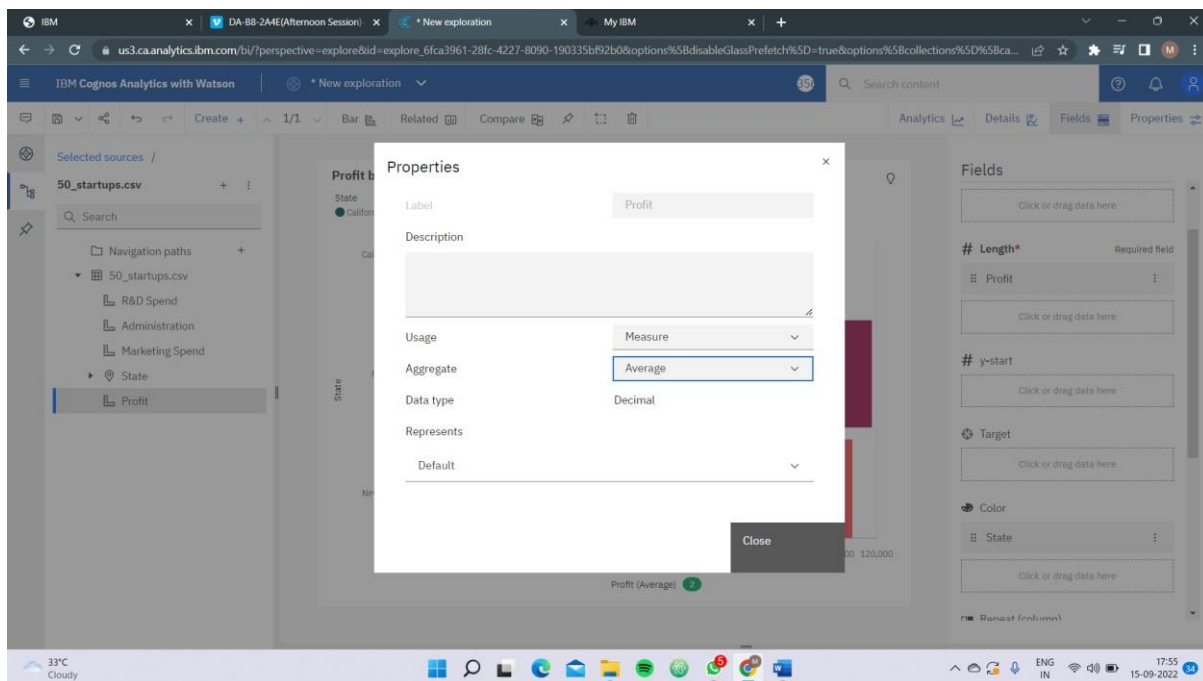 IBM
DA-B8-2A4E(Afternoon Session)
* New exploration
My IBM
us3.ca.analytics.ibm.com/bi/?perspective=explore&id=explore_6fca3961-28fc-4227-8090-190335bf92b0&options%5BdisableGlassPrefetch%5D=true&options%5Bcollections%5D%5Bca...
M
IBM Cognos Analytics with Watson
* New exploration
Search content
Create +
1/1
Bar
Related
Compare
Analytics
Details
Fields
Properties
Selected sources /
50_startups.csv
Search
Navigation paths
50_startups.csv
R&D Spend
Administration
Marketing Spend
State
Profit
Profit b
State
Californ
Cal
State
Ne
120,000
Profit (Average) 2
Properties
Label Profit
Description
Usage Measure
Aggregate Average
Data type Decimal
Represents
Default
Close
Fields
Click or drag data here
# Length* Required field
Profit
Click or drag data here
# y-start
Click or drag data here
Target
Click or drag data here
Color
State
Click or drag data here
Repeat (column)
33°C
Cloudy
5
ENG
IN
17:55
15-09-2022
34